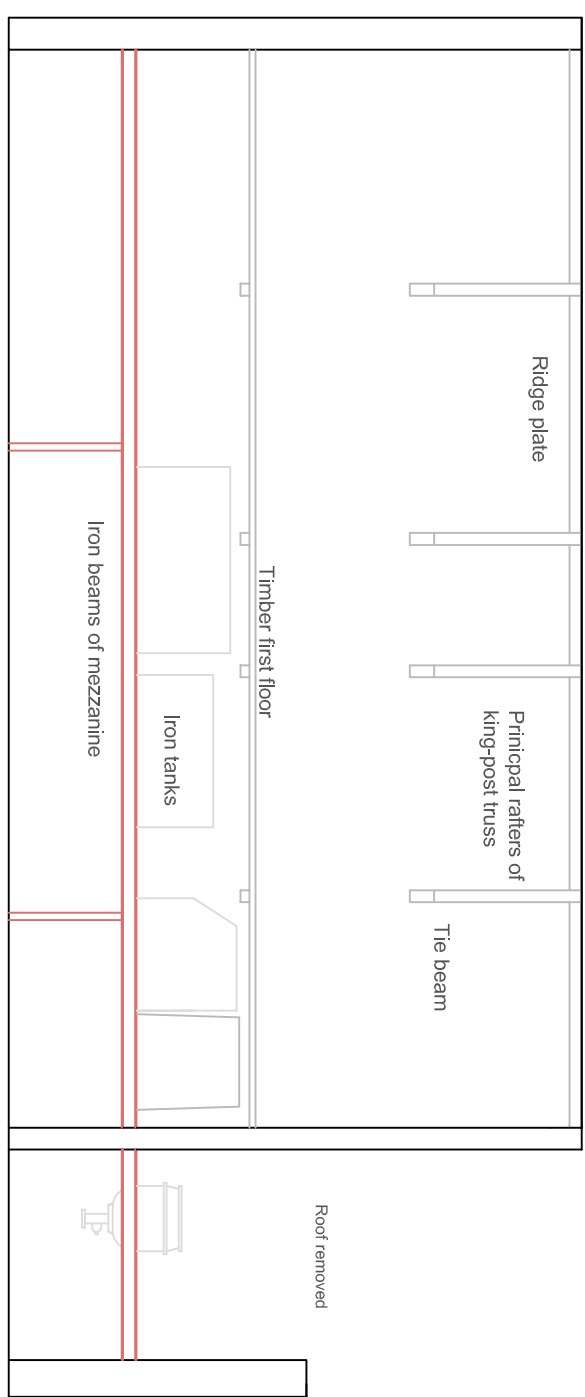 Ridge plate
Prinicpal rafters of
king-post truss
Tie beam
Roof removed
Timber first floor
Iron tanks
Iron beams of mezzanine